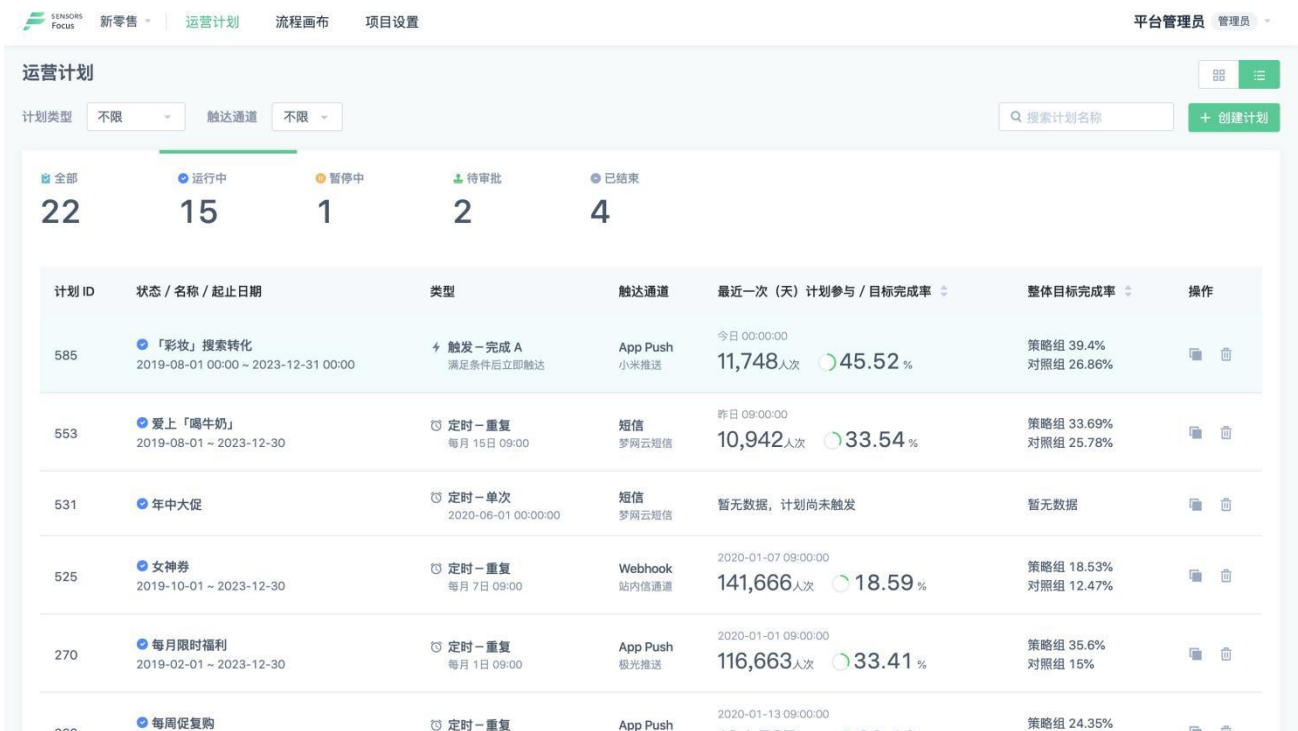 SENSORS
Focus
新零售
运营计划
流程画布
项目设置
平台管理员
管理员
运营计划
计划类型
不限
触达通道
不限
搜索计划名称
+ 创建计划
全部
运行中
暂停中
待审批
已结束
22
15
1
2
4
计划 ID
状态 / 名称 / 起止日期
类型
触达通道
最近一次（天）计划参与 / 目标完成率
整体目标完成率
操作
585
「彩妆」搜索转化
2019-08-01 00:00 ~ 2023-12-31 00:00
触发－完成 A
满足条件后立即触达
App Push
小米推送
今日 00:00:00
11,748人次
45.52 %
策略组 39.4%
对照组 26.86%
553
爱上「喝牛奶」
2019-08-01 ~ 2023-12-30
定时－重复
每月 15日 09:00
短信
梦网云短信
昨日 09:00:00
10,942人次
33.54 %
策略组 33.69%
对照组 25.78%
531
年中大促
定时－单次
2020-06-01 00:00:00
短信
梦网云短信
暂无数据，计划尚未触发
暂无数据
525
女神券
2019-10-01 ~ 2023-12-30
定时－重复
每月 7日 09:00
Webhook
站内信通道
2020-01-07 09:00:00
141,666人次
18.59 %
策略组 18.53%
对照组 12.47%
270
每月限时福利
2019-02-01 ~ 2023-12-30
定时－重复
每月 1日 09:00
App Push
极光推送
2020-01-01 09:00:00
116,663人次
33.41 %
策略组 35.6%
对照组 15%
每周促复购
定时－重复
App Push
2020-01-13 09:00:00
策略组 24.35%